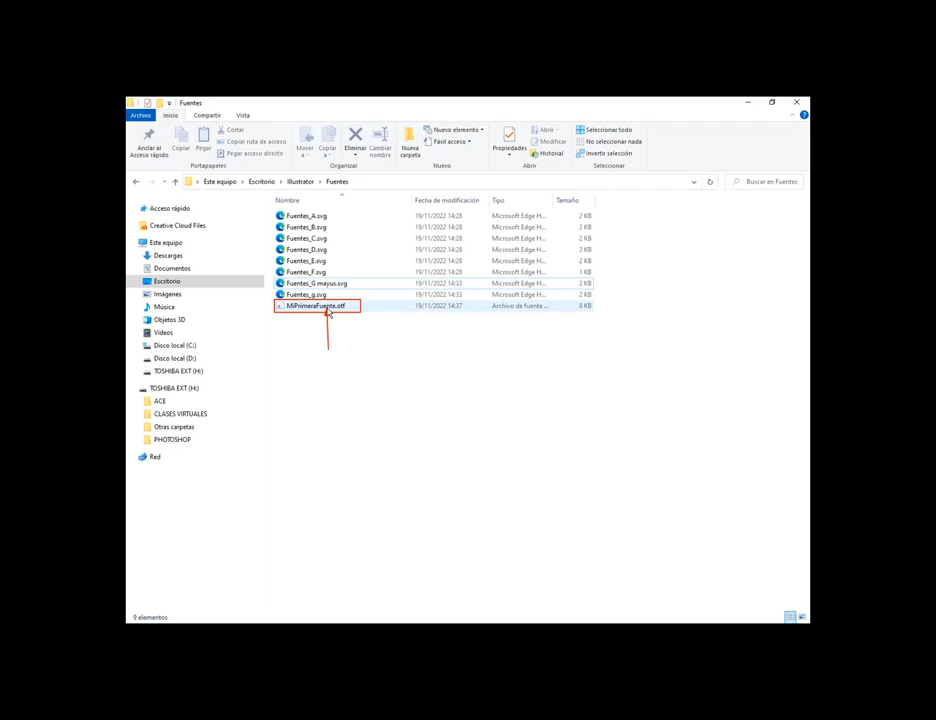 Fuentes
Archivo Inicio Compartir Vista
Anclar al Acceso rápido
Copiar
Pegar
Cortar
Copiar ruta de acceso
Pegar acceso directo
Portapapeles
Mover a
Copiar a
Eliminar
Cambiar nombre
Organizar
Nueva carpeta
Nuevo elemento
Fácil acceso
Nuevo
Propiedades
Abrir
Modificar
Historial
Abrir
Seleccionar todo
No seleccionar nada
Invertir selección
Seleccionar
Este equipo > Escritorio > Illustrator > Fuentes
Buscar en Fuentes
Acceso rápido
Creative Cloud Files
Este equipo
Descargas
Documentos
Escritorio
Imágenes
Música
Objetos 3D
Vídeos
Disco local (C:)
Disco local (D:)
TOSHIBA EXT (H:)
TOSHIBA EXT (H:)
ACE
CLASES VIRTUALES
Otras carpetas
PHOTOSHOP
Red
Nombre Fecha de modificación Tipo Tamaño
Fuentes_A.svg 19/11/2022 14:28 Microsoft Edge H... 2 KB
Fuentes_B.svg 19/11/2022 14:28 Microsoft Edge H... 2 KB
Fuentes_C.svg 19/11/2022 14:28 Microsoft Edge H... 2 KB
Fuentes_D.svg 19/11/2022 14:28 Microsoft Edge H... 2 KB
Fuentes_E.svg 19/11/2022 14:28 Microsoft Edge H... 2 KB
Fuentes_F.svg 19/11/2022 14:28 Microsoft Edge H... 1 KB
Fuentes_G mayus.svg 19/11/2022 14:33 Microsoft Edge H... 2 KB
Fuentes_g.svg 19/11/2022 14:33 Microsoft Edge H... 2 KB
MiPrimeraFuente.otf 19/11/2022 14:37 Archivo de fuente ... 8 KB
9 elementos